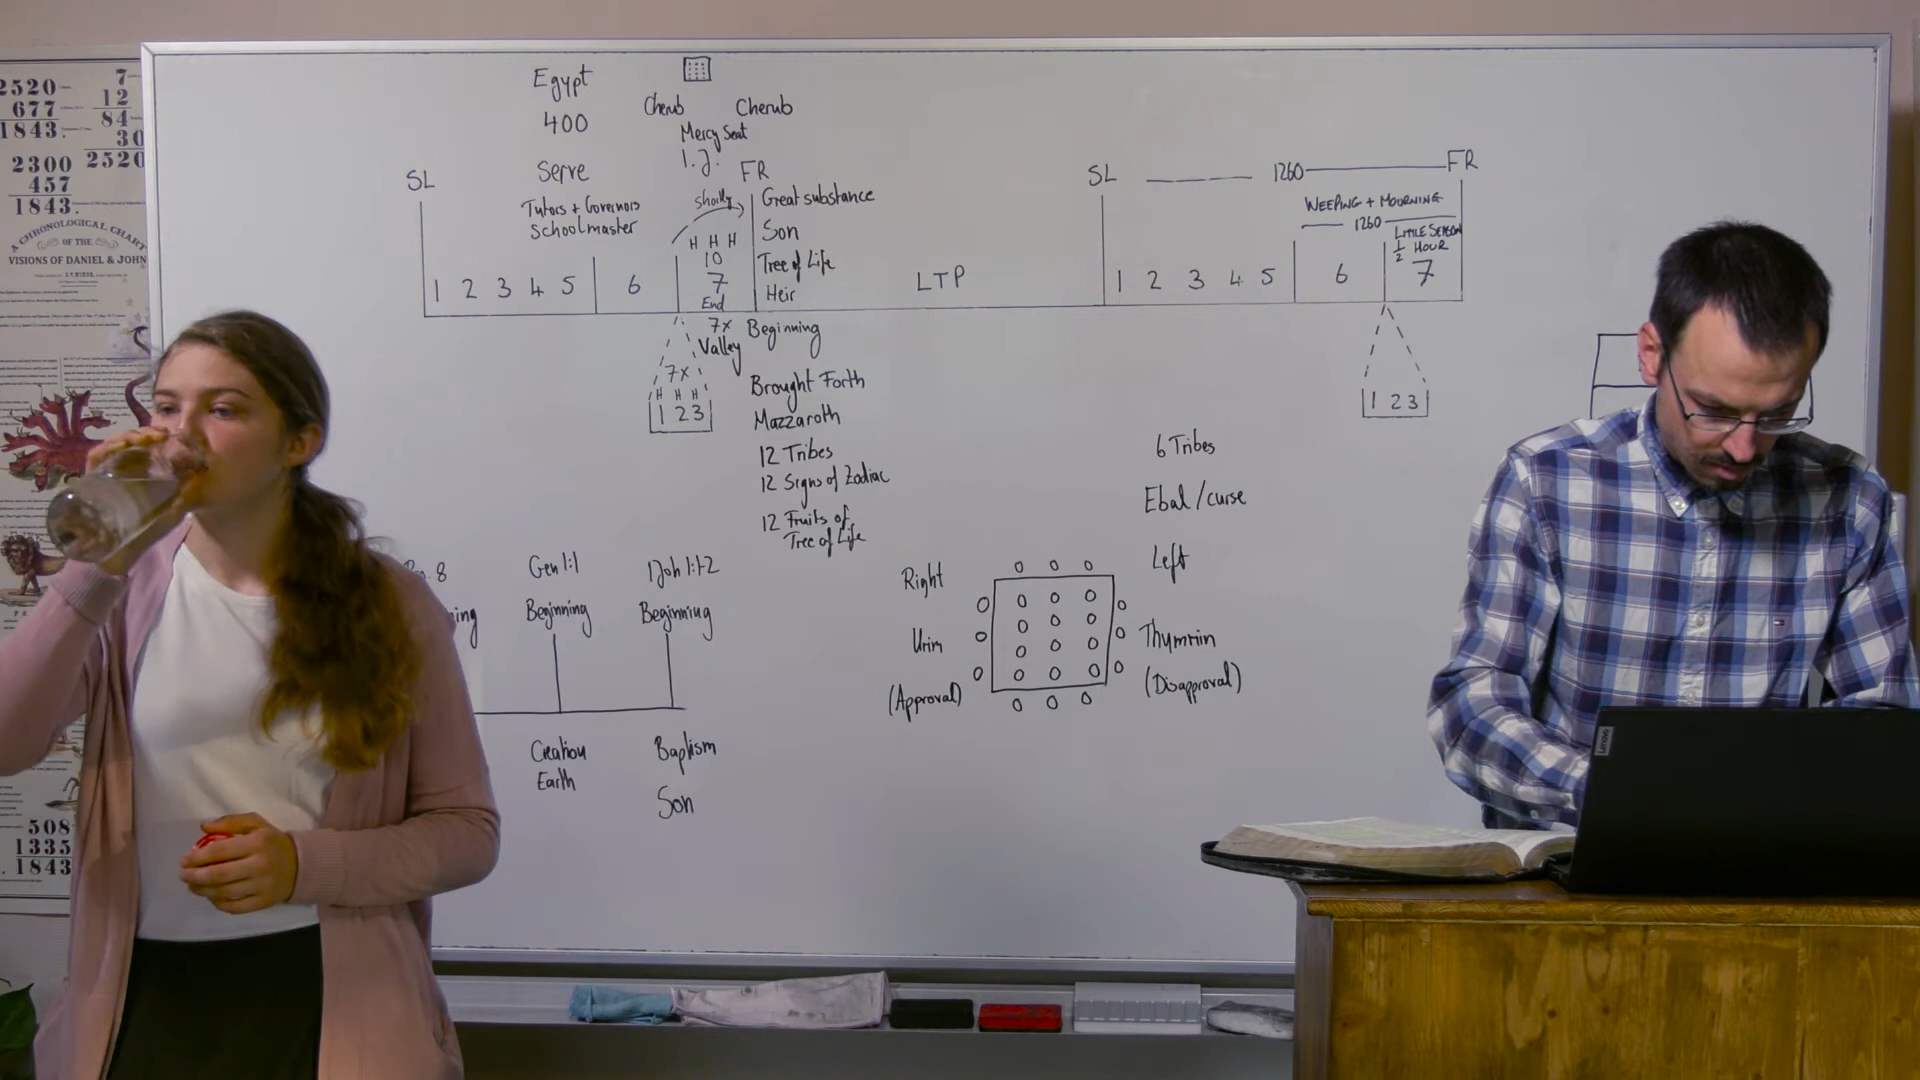 2520
677
1843.
7
12
84
30
2520
2300
457
1843.
A CHRONOLOGICAL CHART
OF THE
VISIONS OF DANIEL & JOHN
508
1335
1843
Egypt
400
Serve
Tutors + Governors
Schoolmaster
Cherub Cherub
Mercy Seat
I.J.
SL
FR
shortly
Great substance
Son
Tree of Life
Heir
H H H
10
7
End
1 2 3 4 5 6
7x Beginning
Valley
7x
H H H
1 2 3
Brought Forth
Mazzaroth
12 Tribes
12 Signs of Zodiac
12 Fruits of
Tree of Life
LTP
SL 1260 FR
WEEPING + MOURNING
1260
LITTLE SEASON
1/2 HOUR
1 2 3 4 5 6 7
1 2 3
6 Tribes
Ebal/curse
Left
Thymmin
(Disapproval)
Right
Urim
(Approval)
8
ing
Gen 1:1
Beginning
Creation
Earth
1Joh 1:1-2
Beginning
Baptism
Son
Lenovo